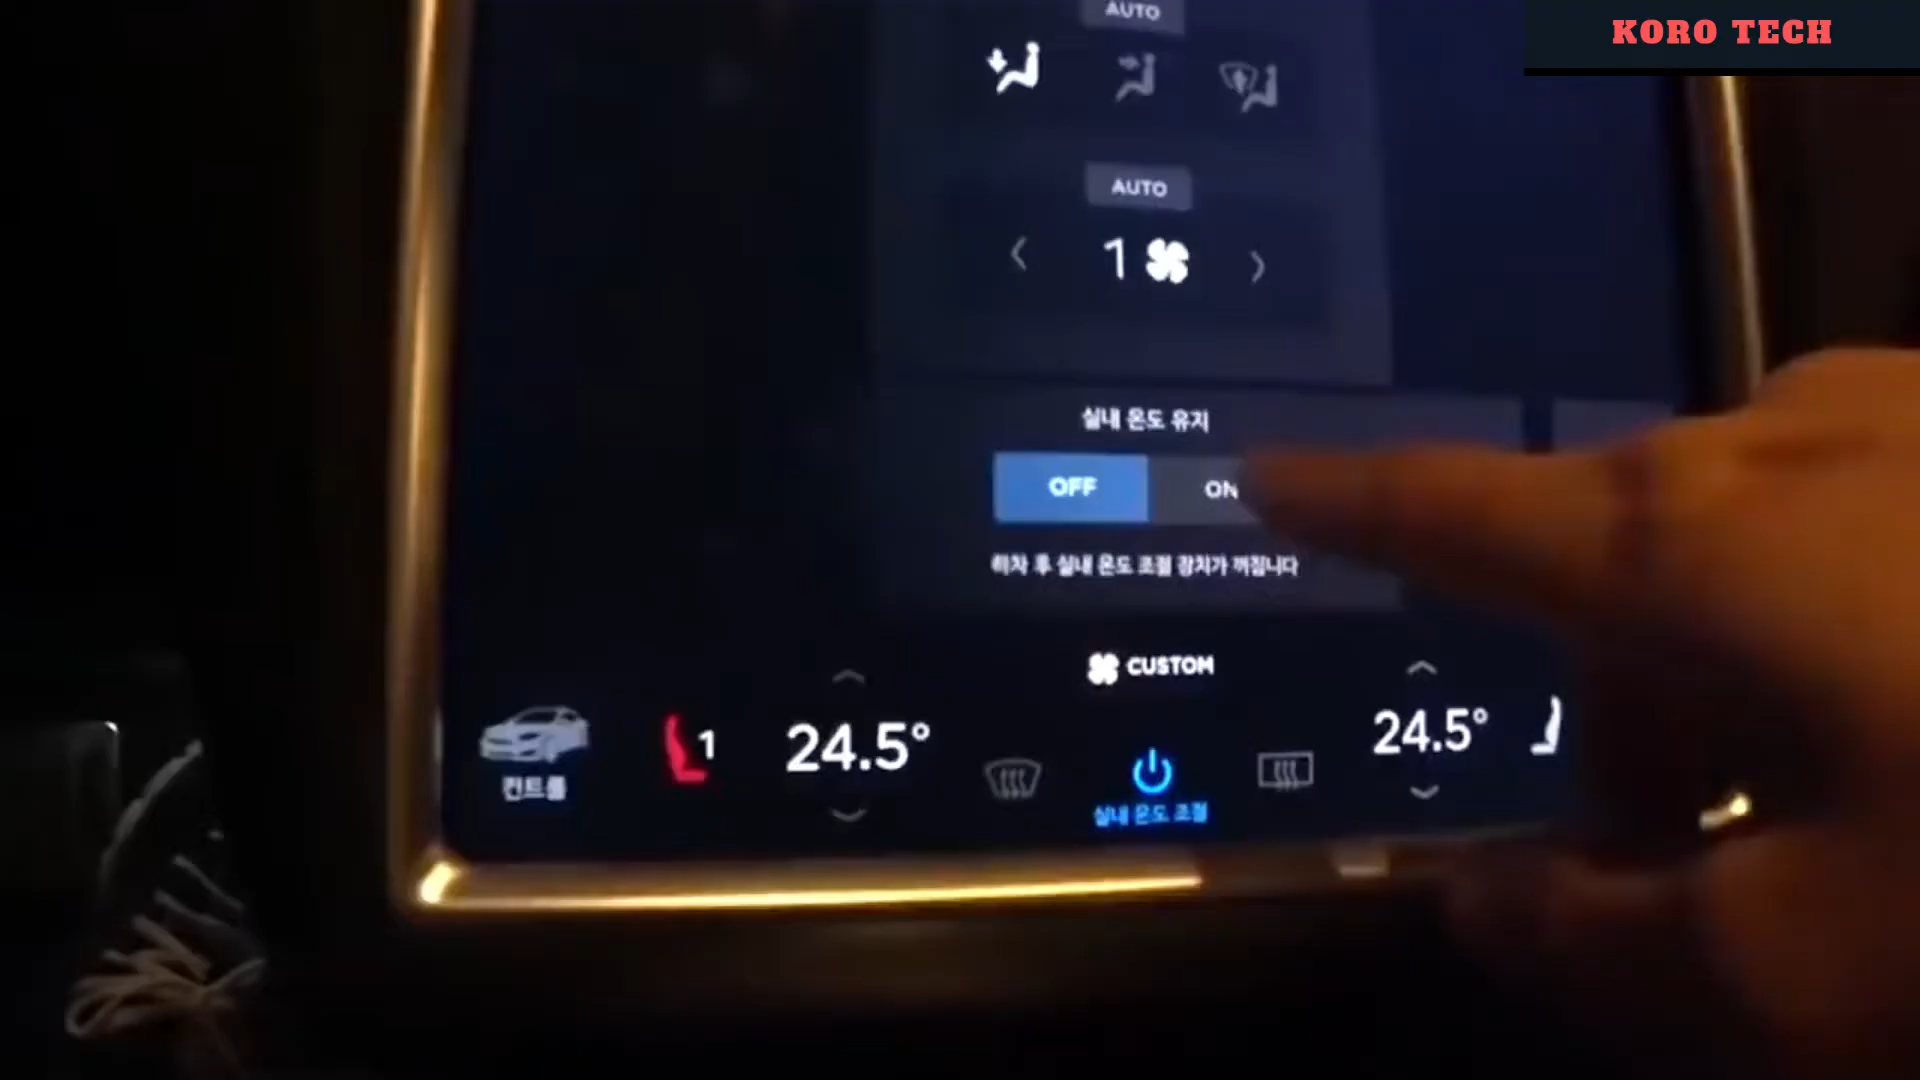 KORO TECH
AUTO
AUTO
1
실내 온도 유지
OFF ON
하차 후 실내 온도 조절 장치가 꺼집니다
CUSTOM
1 24.5° 24.5°
컨트롤
실내 온도 조절